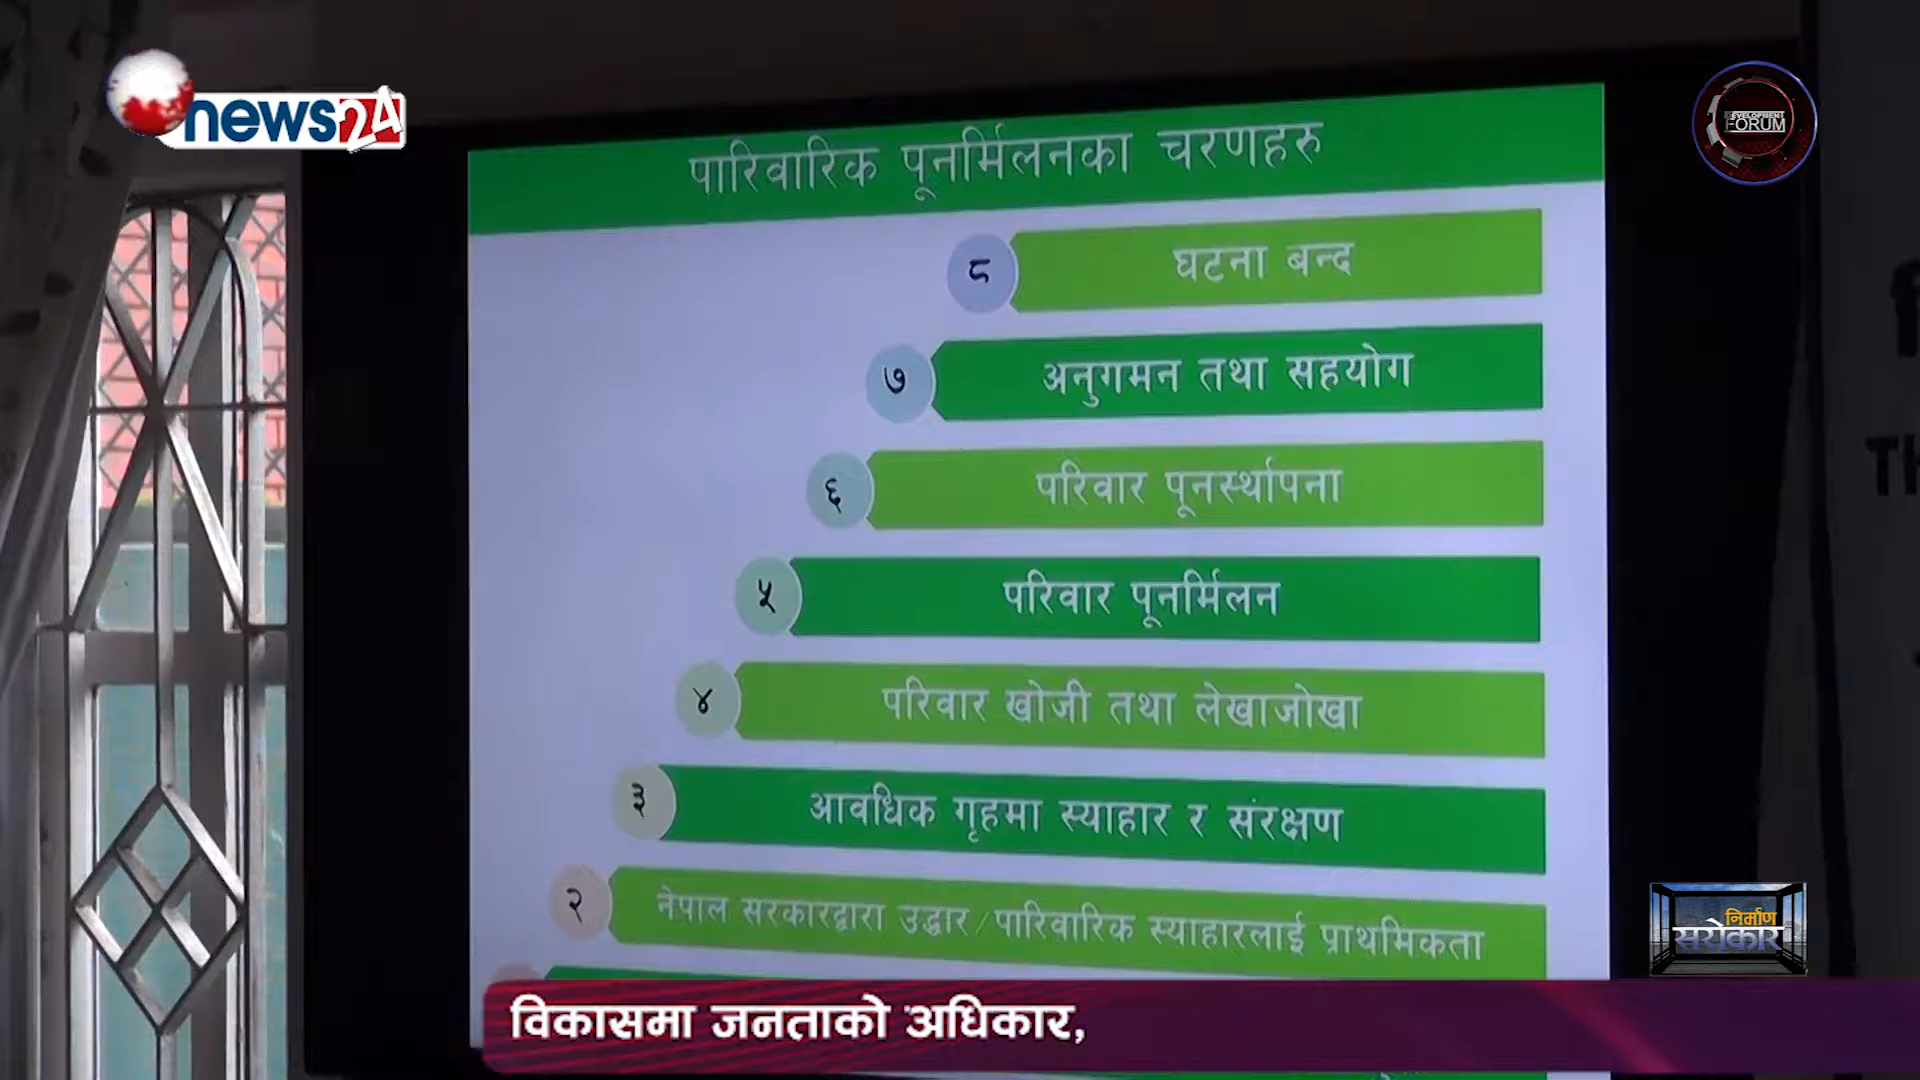 news24
DEVELOPMENT
FORUM
पारिवारिक पूनर्मिलनका चरणहरु
८ घटना बन्द
७ अनुगमन तथा सहयोग
६ परिवार पूनर्स्थापना
५ परिवार पूनर्मिलन
४ परिवार खोजी तथा लेखाजोखा
३ आवधिक गृहमा स्याहार र संरक्षण
२ नेपाल सरकारद्वारा उद्धार/पारिवारिक स्याहारलाई प्राथमिकता
Th
निर्माण
सरोकार
विकासमा जनताको अधिकार,